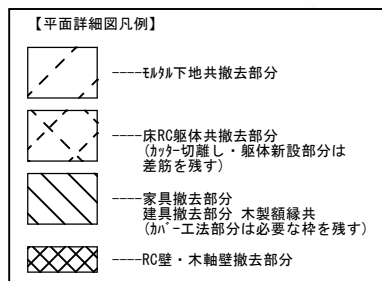 【平面詳細図凡例】
----ﾓﾙﾀﾙ下地共撤去部分
----床RC躯体共撤去部分
(ｶｯﾀｰ切離し・躯体新設部分は
差筋を残す)
----家具撤去部分
建具撤去部分 木製額縁共
(ｶﾊﾞｰ工法部分は必要な枠を残す)
----RC壁・木軸壁撤去部分